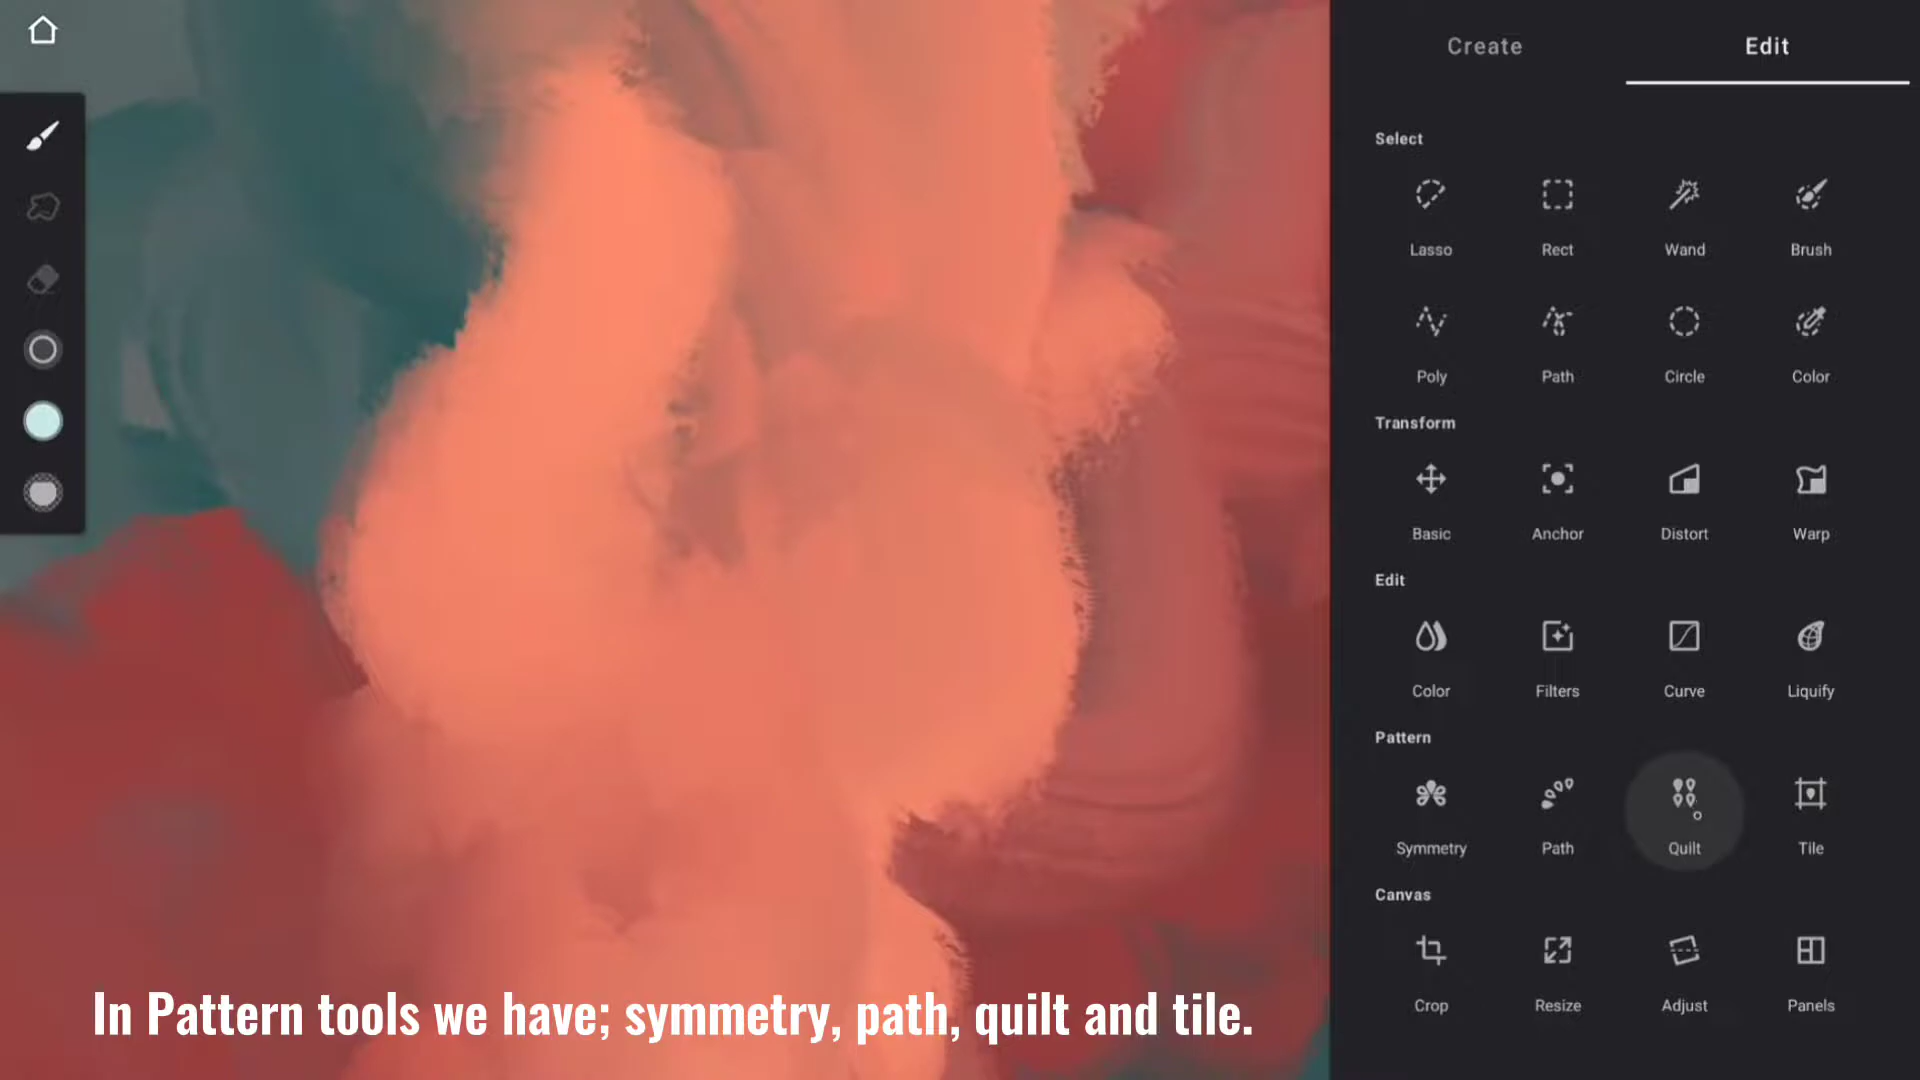 Create Edit
Select
Lasso Rect Wand Brush
Poly Path Circle Color
Transform
Basic Anchor Distort Warp
Edit
Color Filters Curve Liquify
Pattern
Symmetry Path Quilt Tile
Canvas
Crop Resize Adjust Panels
In Pattern tools we have; symmetry, path, quilt and tile.